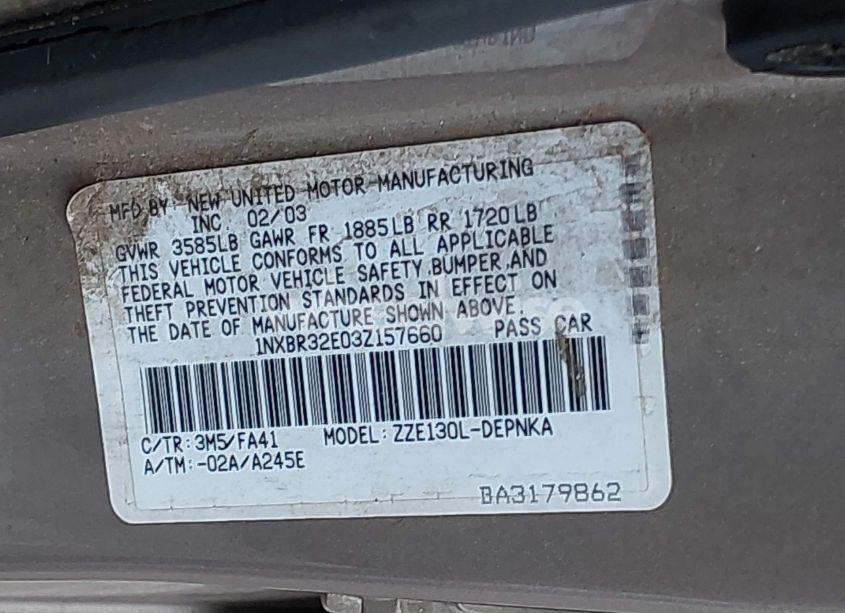 MFD BY: NEW UNITED MOTOR MANUFACTURING
INC. 02/03
GVWR 3585LB GAWR FR 1885LB RR 1720LB
THIS VEHICLE CONFORMS TO ALL APPLICABLE
FEDERAL MOTOR VEHICLE SAFETY,BUMPER,AND
THEFT PREVENTION STANDARDS IN EFFECT ON
THE DATE OF MANUFACTURE SHOWN ABOVE.
1NXBR32E03Z157660 PASS CAR
C/TR:3M5/FA41 MODEL:ZZE130L-DEPNKA
A/TM:-02A/A245E
BA3179862